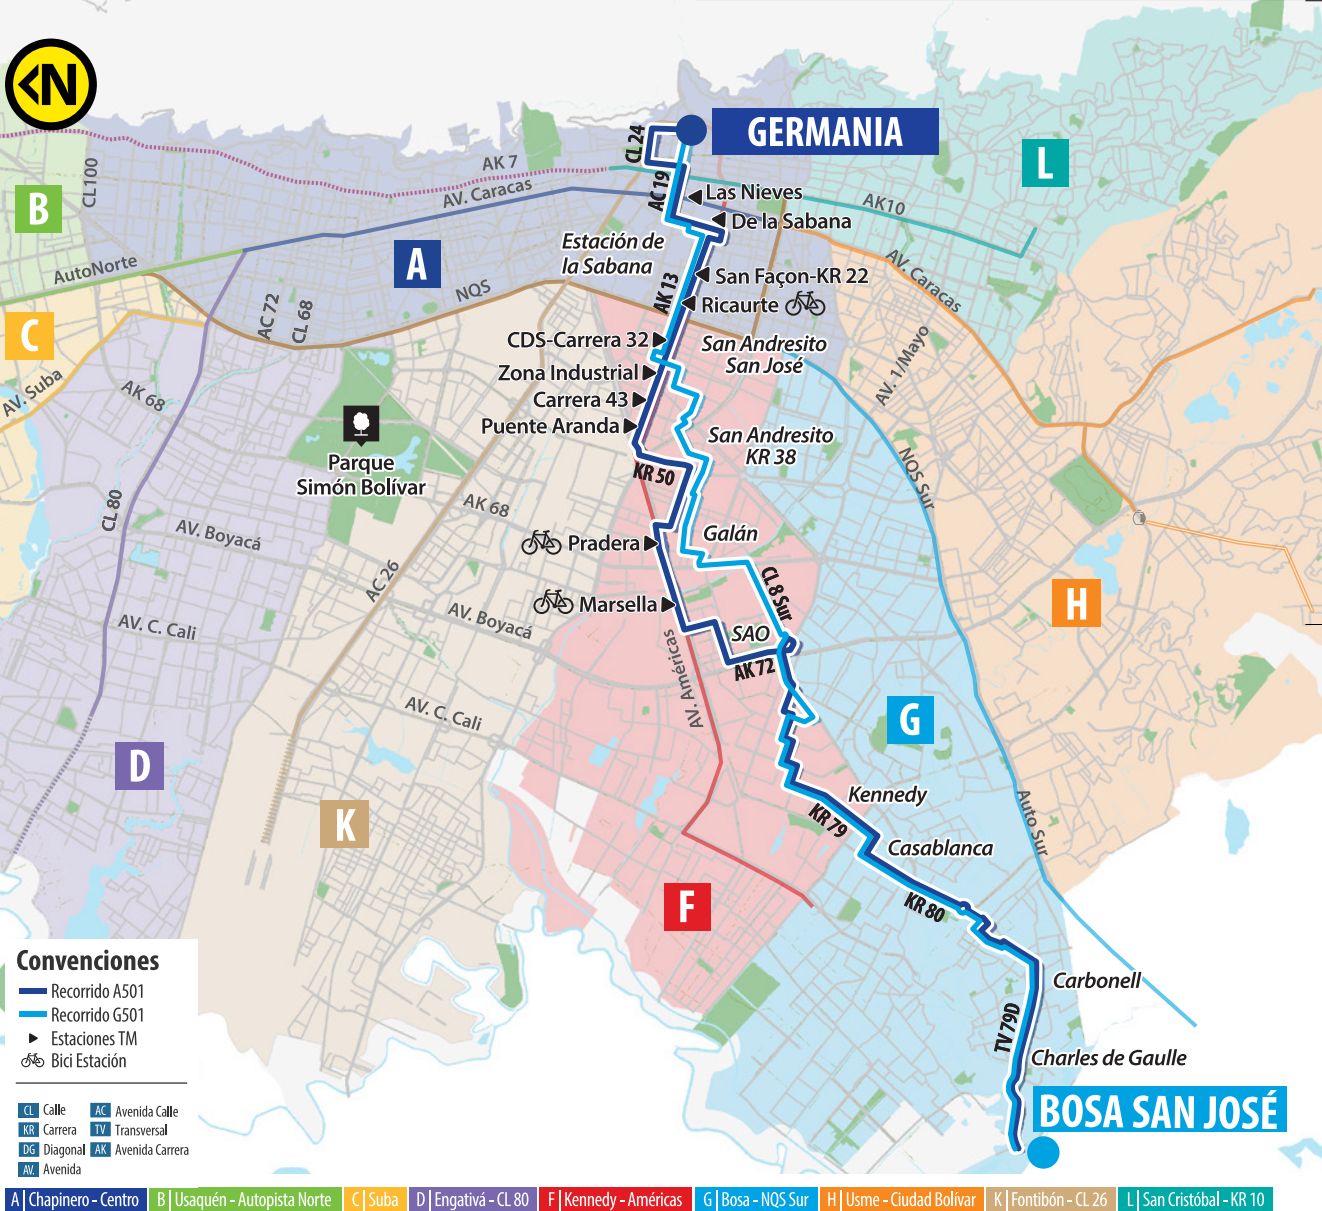 <N
GERMANIA
CL 24
AK 7
L
CL100
AC 19
Las Nieves
B
AV. Caracas
AK10
De la Sabana
Estación de
la Sabana
A
AutoNorte
AV. Caracas
San Façon-KR 22
NQS
AK 13
Ricaurte
AC 72
CL 68
C
CDS-Carrera 32
San Andresito
San José
AV. 1/Mayo
Zona Industrial
AV. Suba
AK 68
Carrera 43
Puente Aranda
San Andresito
KR 38
Parque
Simón Bolívar
KR 50
NQS Sur
CL 80
AK 68
AV. Boyacá
Galán
Pradera
AC 26
CL 8 Sur
Marsella
H
AV. Boyacá
AV. C. Cali
SAO
AV. Américas
AK 72
AV. C. Cali
G
D
Kennedy
K
KR 79
Auto Sur
Casablanca
F
KR 80
Carbonell
TV 79D
Charles de Gaulle
BOSA SAN JOSÉ
Convenciones
Recorrido A501
Recorrido G501
Estaciones TM
Bici Estación
CL Calle
AC Avenida Calle
KR Carrera
TV Transversal
DG Diagonal
AK Avenida Carrera
AV. Avenida
A | Chapinero - Centro
B | Usaquén - Autopista Norte
C | Suba
D | Engativá - CL 80
F | Kennedy - Américas
G | Bosa - NQS Sur
H | Usme - Ciudad Bolívar
K | Fontibón - CL 26
L | San Cristóbal - KR 10